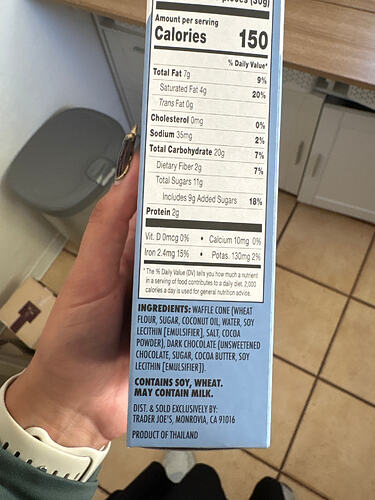 (30g)
Amount per serving
Calories 150
% Daily Value*
Total Fat 7g 9%
Saturated Fat 4g 20%
Trans Fat 0g
Cholesterol 0mg 0%
Sodium 35mg 2%
Total Carbohydrate 20g 7%
Dietary Fiber 2g 7%
Total Sugars 11g
Includes 9g Added Sugars 18%
Protein 2g
Vit. D 0mcg 0% • Calcium 10mg 0%
Iron 2.4mg 15% • Potas. 130mg 2%
* The % Daily Value (DV) tells you how much a nutrient
in a serving of food contributes to a daily diet. 2,000
calories a day is used for general nutrition advice.
INGREDIENTS: WAFFLE CONE (WHEAT
FLOUR, SUGAR, COCONUT OIL, WATER, SOY
LECITHIN [EMULSIFIER], SALT, COCOA
POWDER), DARK CHOCOLATE (UNSWEETENED
CHOCOLATE, SUGAR, COCOA BUTTER, SOY
LECITHIN [EMULSIFIER]).
CONTAINS SOY, WHEAT.
MAY CONTAIN MILK.
DIST. & SOLD EXCLUSIVELY BY:
TRADER JOE'S, MONROVIA, CA 91016
PRODUCT OF THAILAND